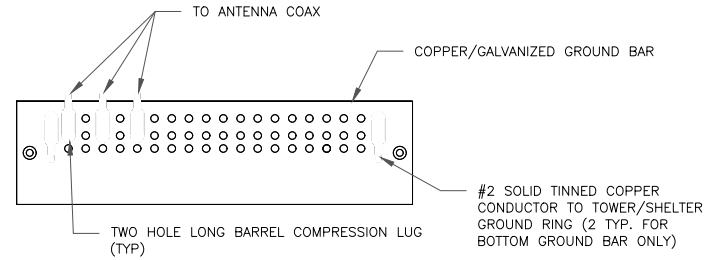 TO ANTENNA COAX
COPPER/GALVANIZED GROUND BAR
#2 SOLID TINNED COPPER
CONDUCTOR TO TOWER/SHELTER
GROUND RING (2 TYP. FOR
BOTTOM GROUND BAR ONLY)
TWO HOLE LONG BARREL COMPRESSION LUG
(TYP)